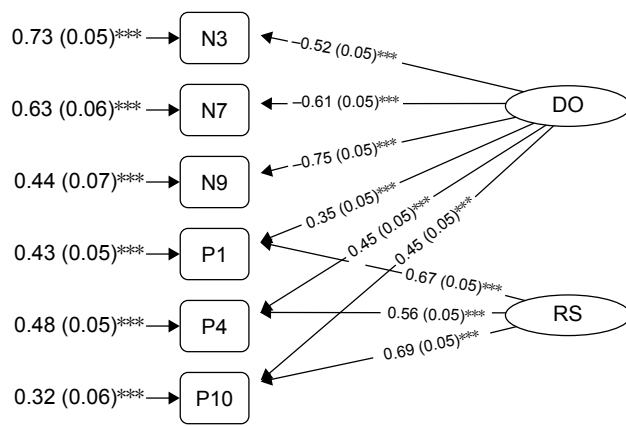 0.73 (0.05)*** N3 –0.52 (0.05)***
0.63 (0.06)*** N7 –0.61 (0.05)*** DO
0.44 (0.07)*** N9 –0.75 (0.05)***
0.43 (0.05)*** P1 0.35 (0.05)***
0.45 (0.05)***
0.45 (0.05)***
0.67 (0.05)***
0.48 (0.05)*** P4 0.56 (0.05)*** RS
0.69 (0.05)***
0.32 (0.06)*** P10